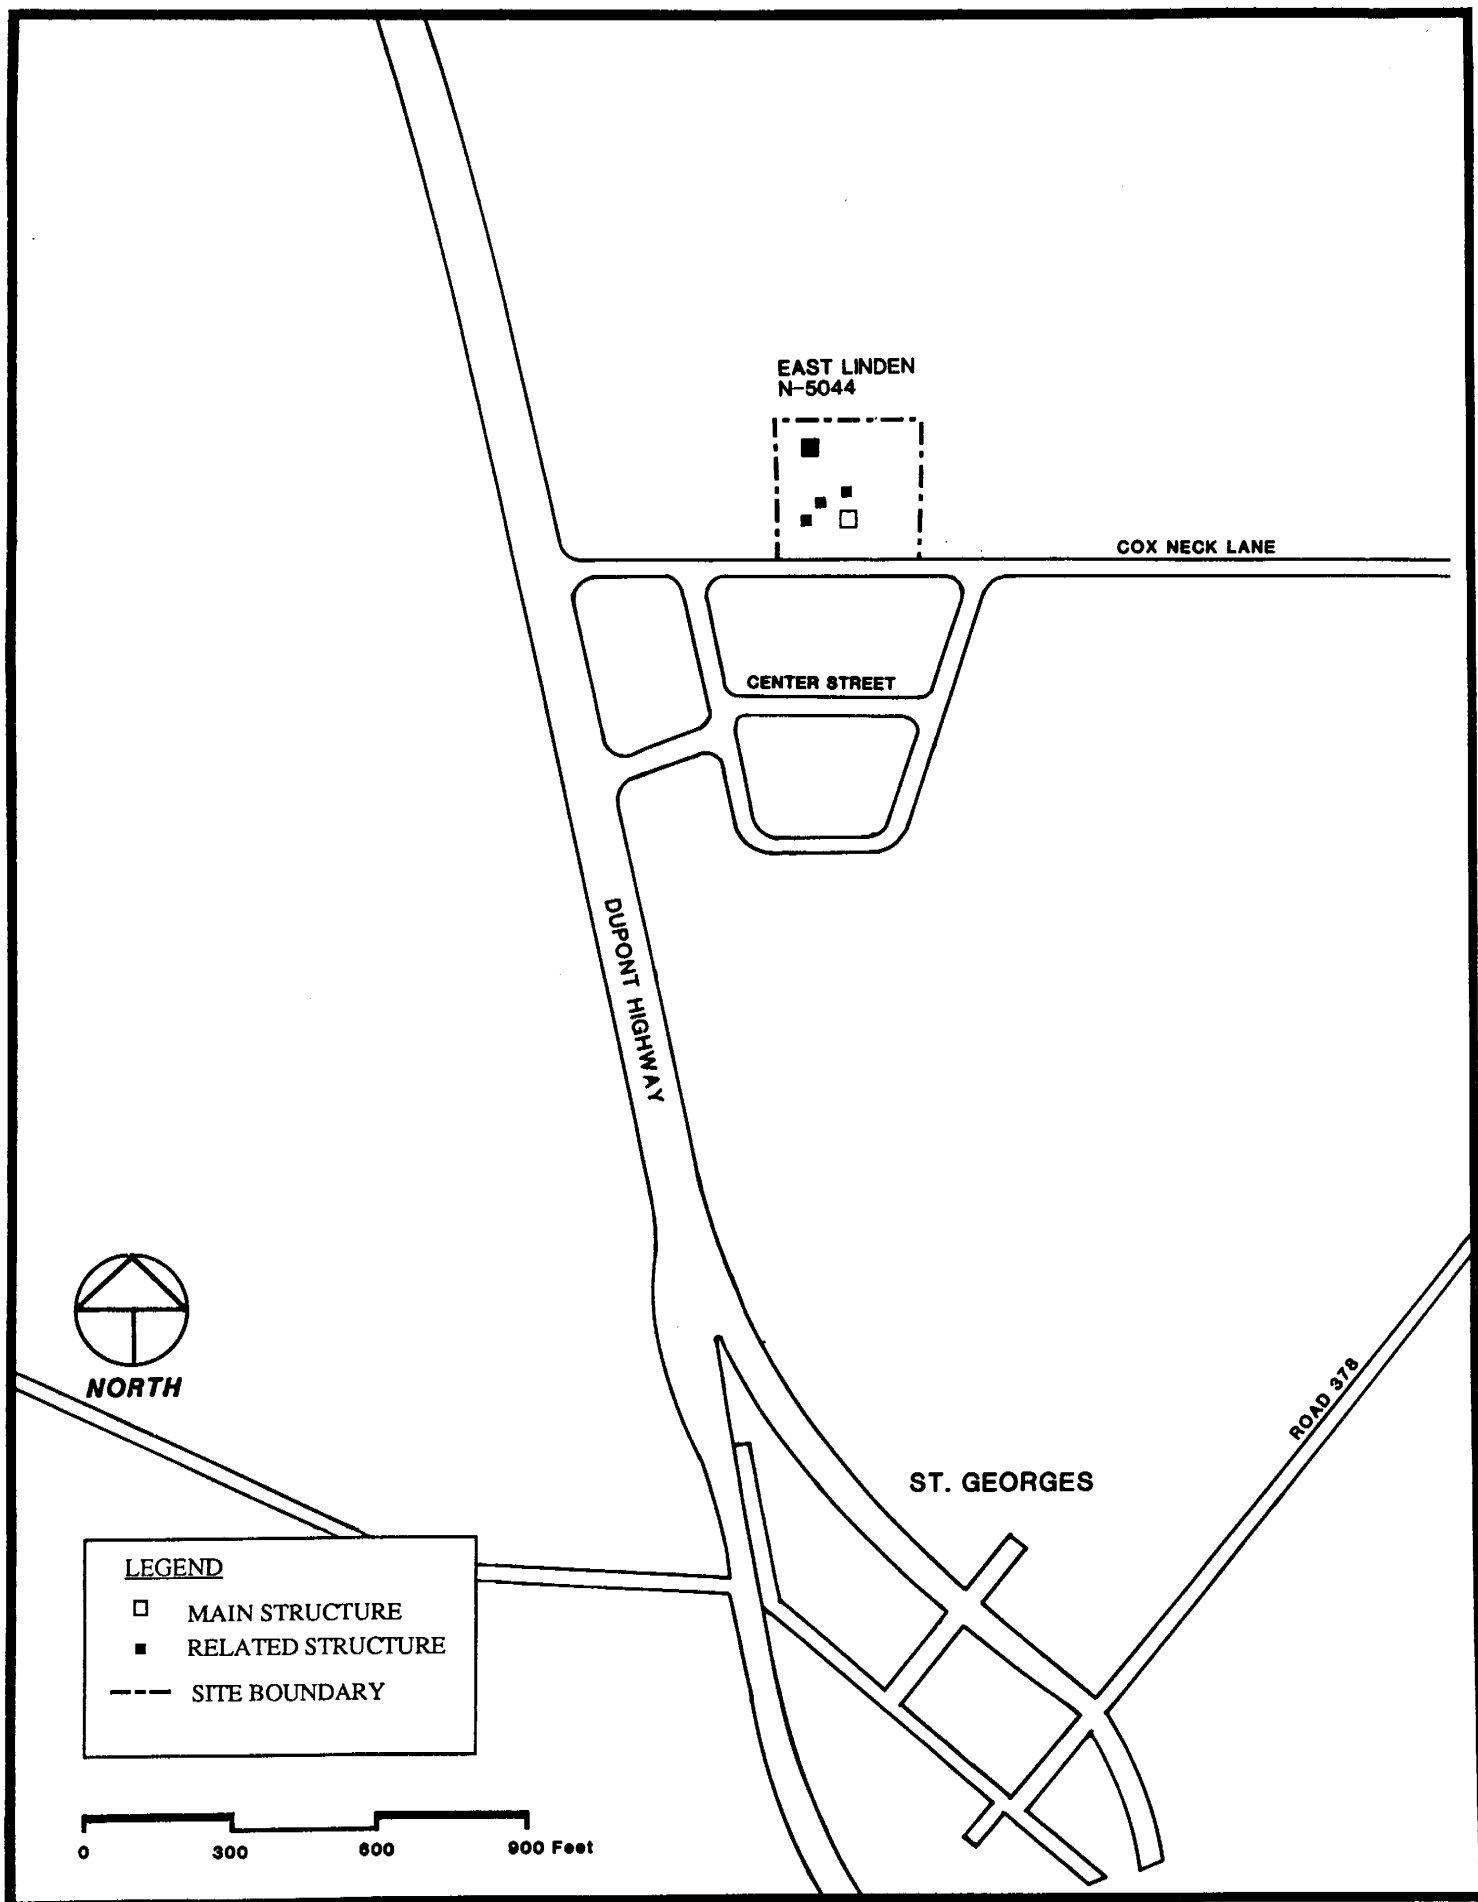 EAST LINDEN
N-5044
COX NECK LANE
CENTER STREET
DUPONT HIGHWAY
NORTH
ROAD 378
ST. GEORGES
LEGEND
MAIN STRUCTURE
RELATED STRUCTURE
SITE BOUNDARY
0 300 600 900 Feet